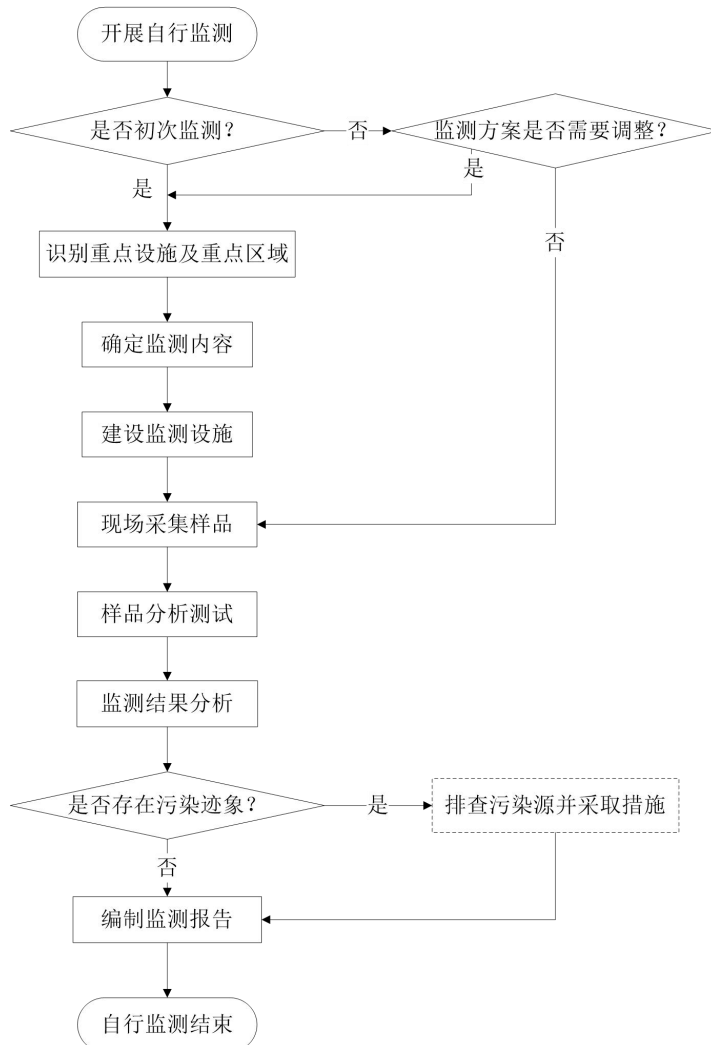 开展自行监测
是否初次监测？
否
监测方案是否需要调整？
是
是
识别重点设施及重点区域
否
确定监测内容
建设监测设施
现场采集样品
样品分析测试
监测结果分析
是否存在污染迹象？
是
排查污染源并采取措施
否
编制监测报告
自行监测结束